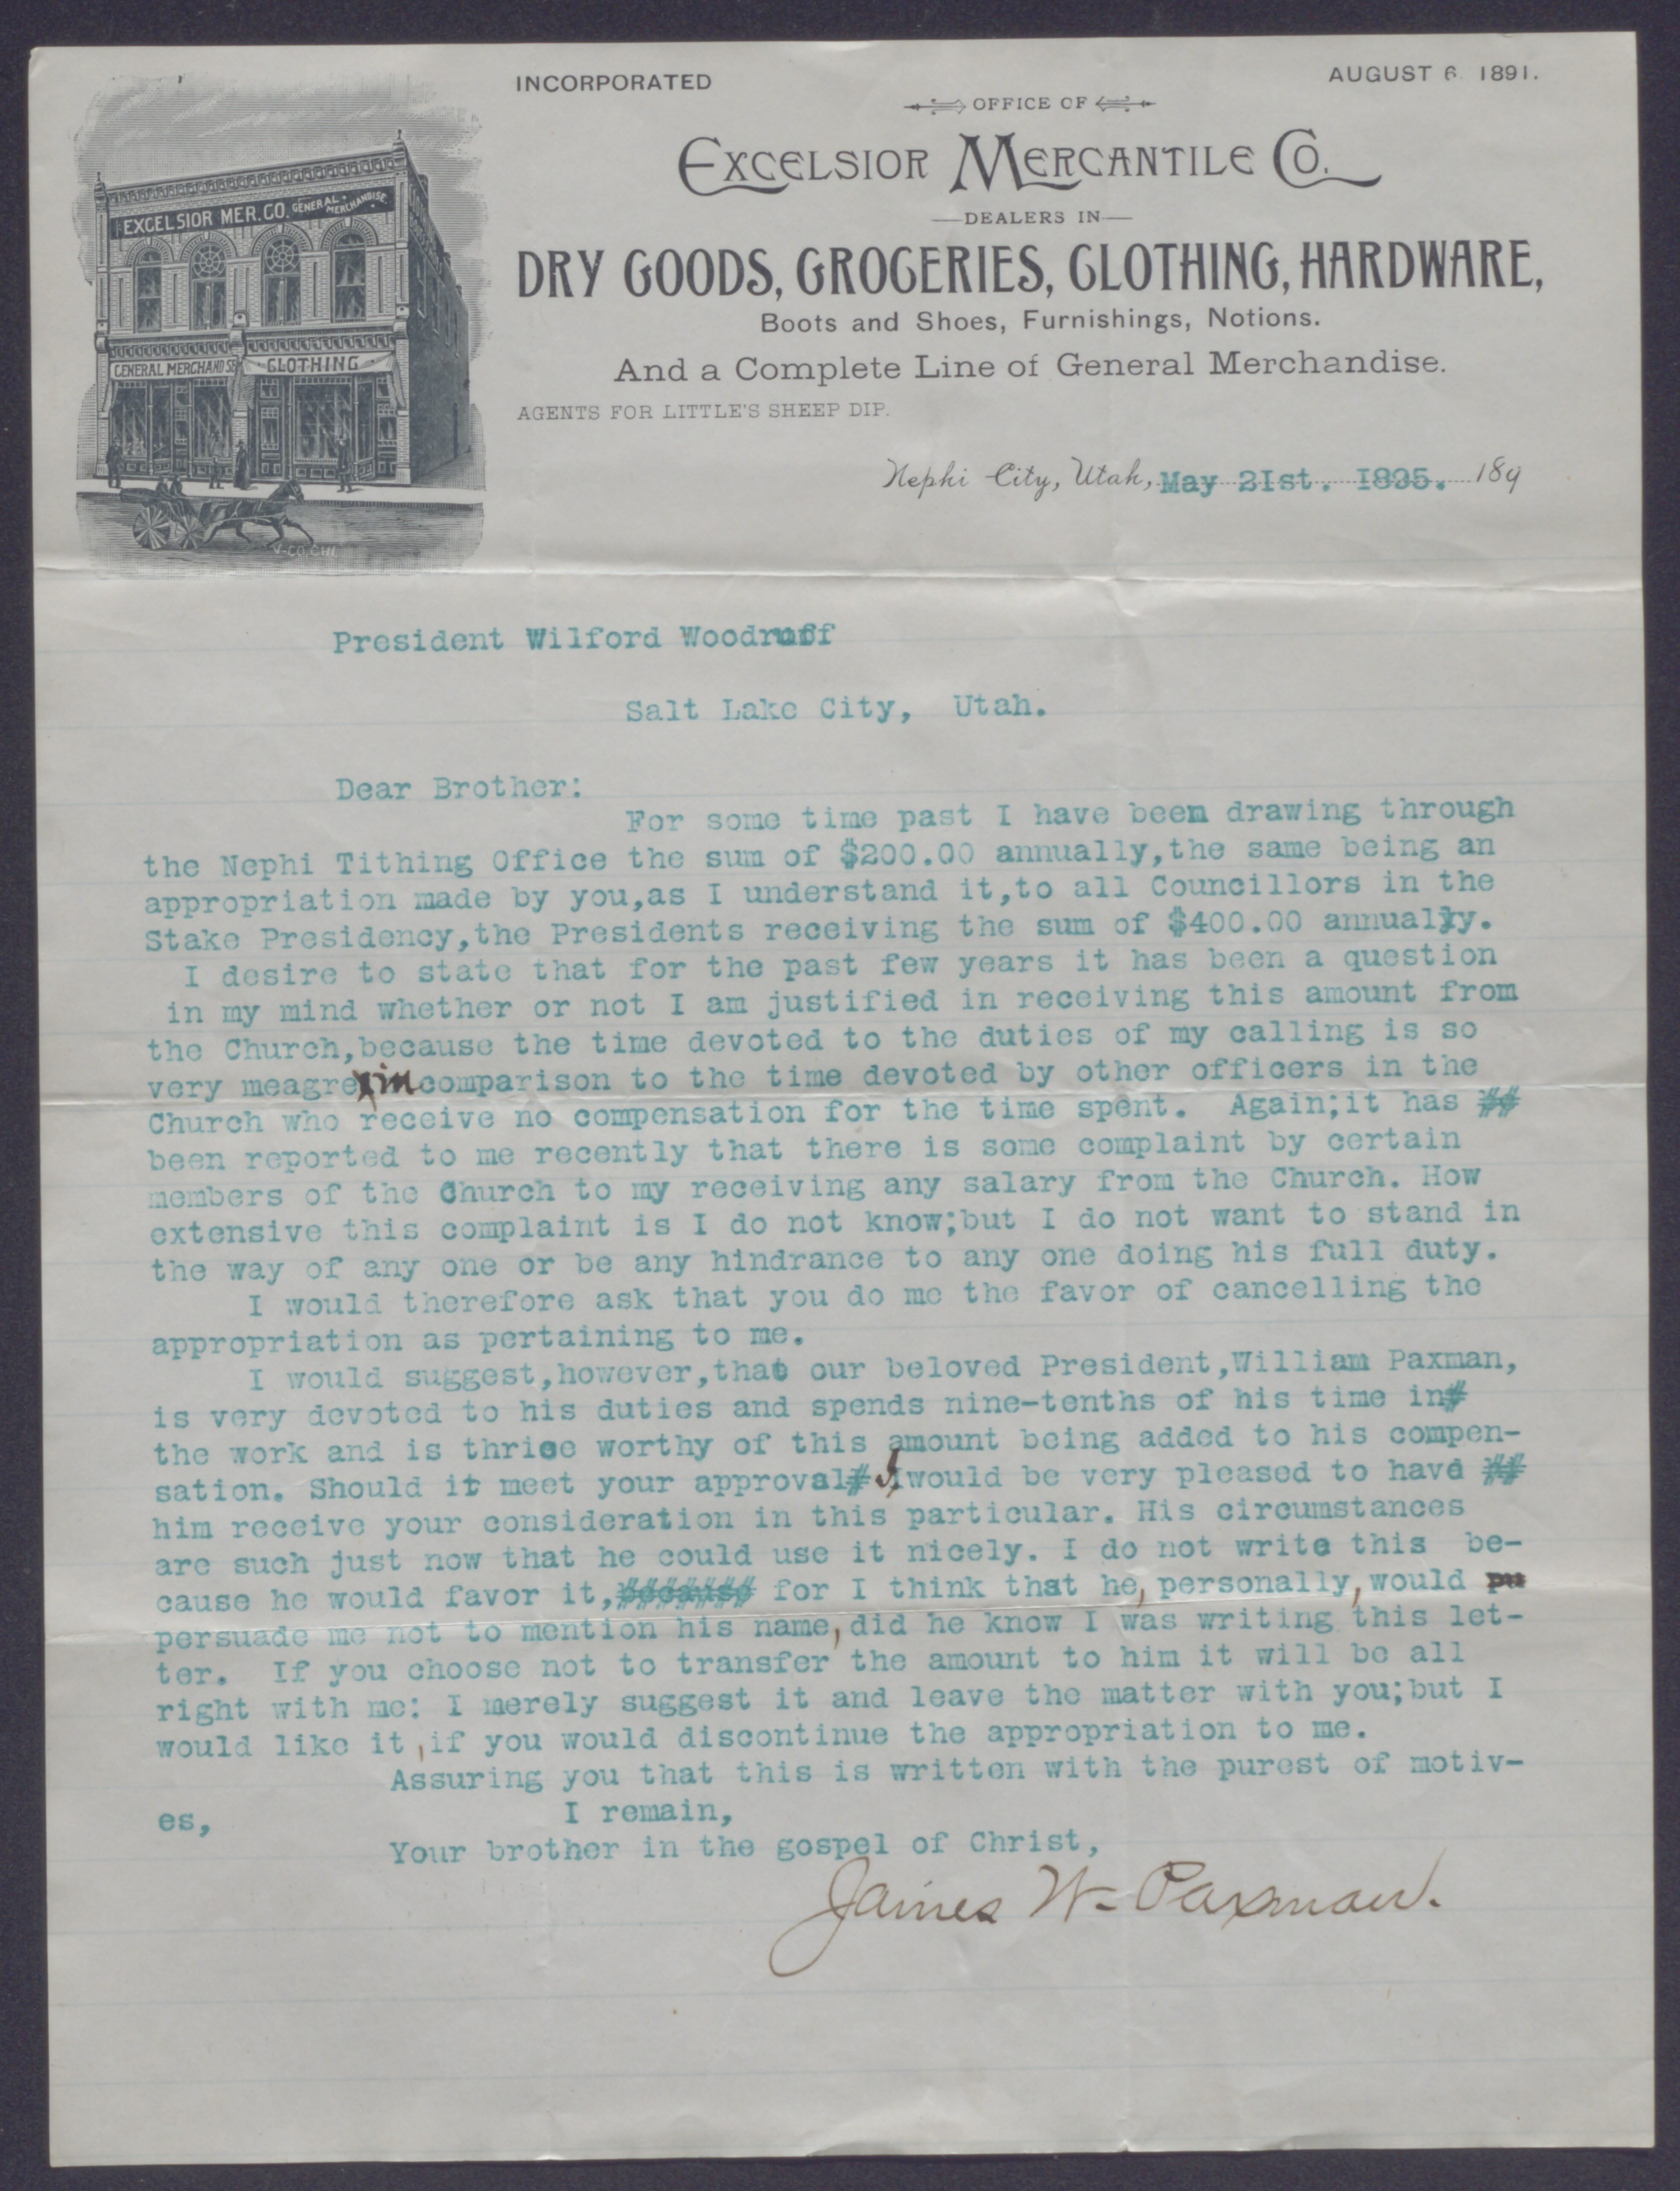 INCORPORATED
AUGUST 6 1891.
OFFICE OF
EXCELSIOR MERCANTILE CO.
DEALERS IN
DRY GOODS, GROCERIES, CLOTHING, HARDWARE,
Boots and Shoes, Furnishings, Notions.
And a Complete Line of General Merchandise.
AGENTS FOR LITTLE'S SHEEP DIP.
EXCELSIOR MER. CO. GENERAL MERCHANDISE.
GENERAL MERCHANDISE CLOTHING
V-CO. CHI.
Nephi City, Utah, May 2Ist. I895. 189
President Wilford Woodruff
Salt Lake City, Utah.
Dear Brother:
For some time past I have been drawing through
the Nephi Tithing Office the sum of $200.00 annually,the same being an
appropriation made by you,as I understand it,to all Councillors in the
Stake Presidency,the Presidents receiving the sum of $400.00 annually.
I desire to state that for the past few years it has been a question
in my mind whether or not I am justified in receiving this amount from
the Church,because the time devoted to the duties of my calling is so
very meagre in comparison to the time devoted by other officers in the
Church who receive no compensation for the time spent. Again;it has ##
been reported to me recently that there is some complaint by certain
members of the Church to my receiving any salary from the Church. How
extensive this complaint is I do not know;but I do not want to stand in
the way of any one or be any hindrance to any one doing his full duty.
I would therefore ask that you do me the favor of cancelling the
appropriation as pertaining to me.
I would suggest,however,that our beloved President,William Paxman,
is very devoted to his duties and spends nine-tenths of his time in#
the work and is thrice worthy of this amount being added to his compen-
sation. Should it meet your approval# I would be very pleased to have ##
him receive your consideration in this particular. His circumstances
are such just now that he could use it nicely. I do not write this be-
cause he would favor it,because for I think that he, personally, would pu
persuade me not to mention his name, did he know I was writing this let-
ter. If you choose not to transfer the amount to him it will be all
right with me: I merely suggest it and leave the matter with you;but I
would like it, if you would discontinue the appropriation to me.
Assuring you that this is written with the purest of motiv-
es,
I remain,
Your brother in the gospel of Christ,
James W. Paxman.